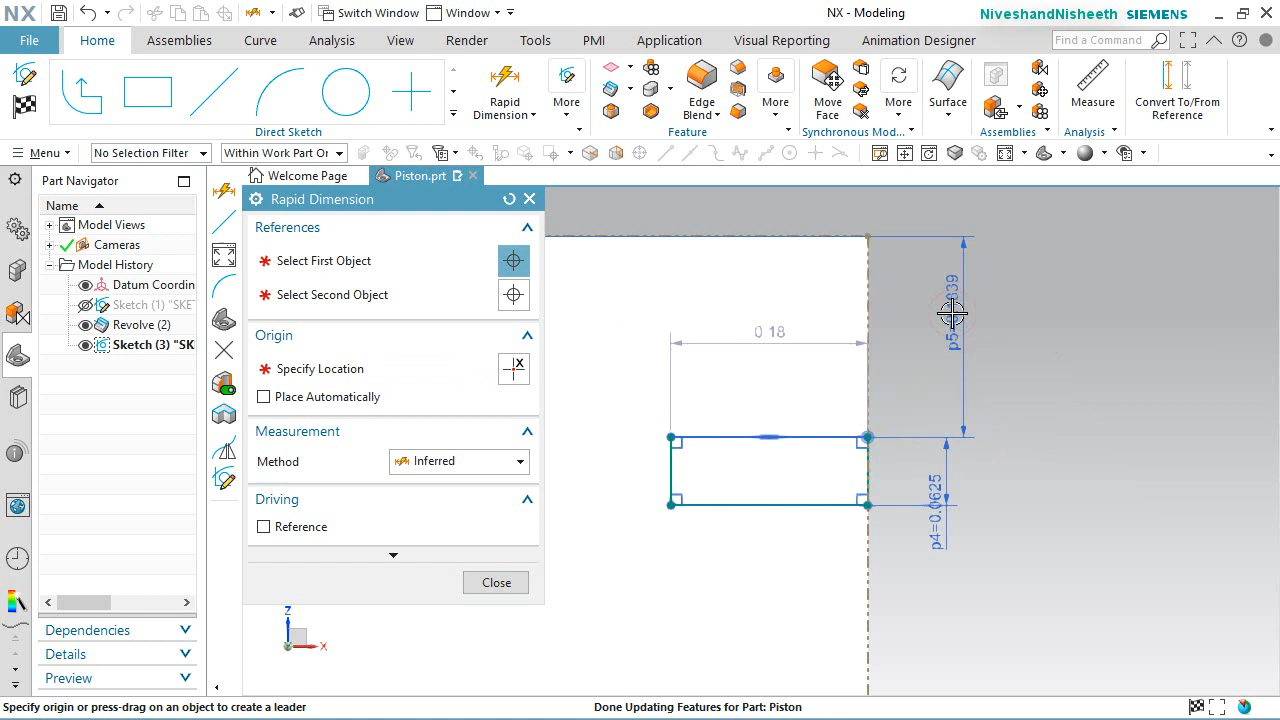 NX
Switch Window
Window
NX - Modeling
NiveshandNisheeth SIEMENS
File
Home
Assemblies
Curve
Analysis
View
Render
Tools
PMI
Application
Visual Reporting
Animation Designer
Find a Command
Rapid Dimension
More
Edge Blend
More
Move Face
More
Surface
Measure
Convert To/From Reference
Direct Sketch
Feature
Synchronous Mod...
Assemblies
Analysis
Menu
No Selection Filter
Within Work Part Or
Part Navigator
Welcome Page
Piston.prt
Name
Model Views
Cameras
Model History
Datum Coordin
Sketch (1) "SKE
Revolve (2)
Sketch (3) "SK
Dependencies
Details
Preview
Rapid Dimension
References
* Select First Object
* Select Second Object
Origin
* Specify Location
Place Automatically
Measurement
Method
Inferred
Driving
Reference
Close
0.18
p4=0.0625
Z
X
Specify origin or press-drag on an object to create a leader
Done Updating Features for Part: Piston